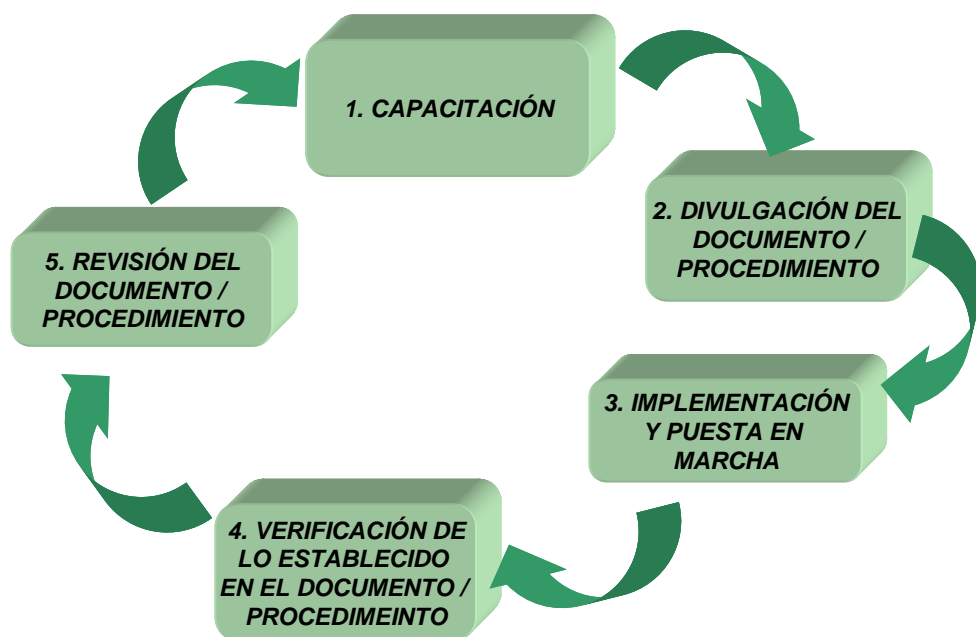 1. CAPACITACIÓN
2. DIVULGACIÓN DEL
DOCUMENTO /
PROCEDIMIENTO
3. IMPLEMENTACIÓN
Y PUESTA EN
MARCHA
4. VERIFICACIÓN DE
LO ESTABLECIDO
EN EL DOCUMENTO /
PROCEDIMEINTO
5. REVISIÓN DEL
DOCUMENTO /
PROCEDIMIENTO